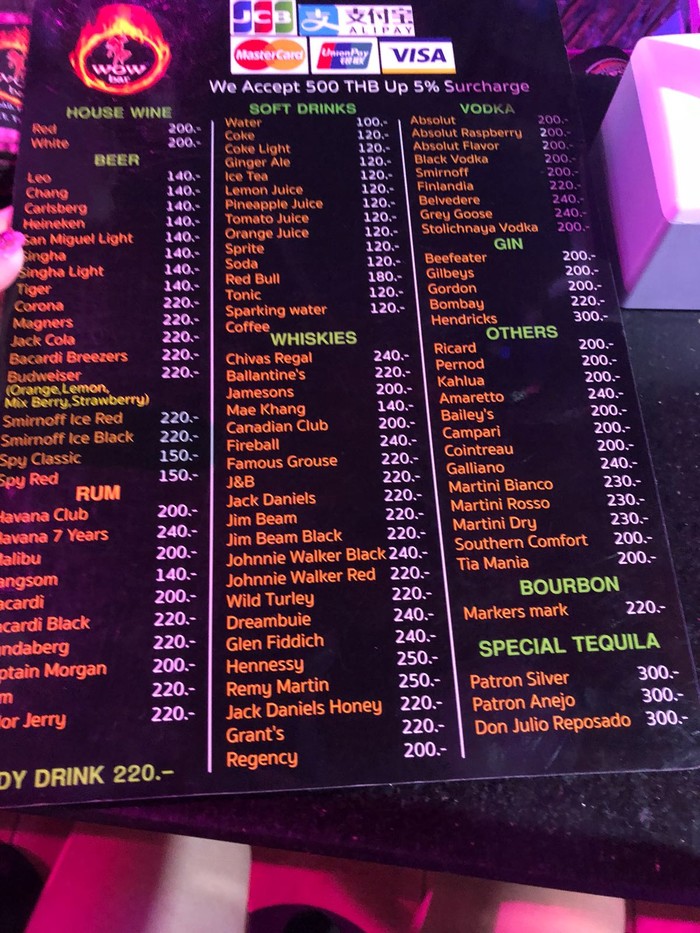 WOW
bar
JCB
支付宝
ALIPAY
MasterCard
UnionPay
银联
VISA
We Accept 500 THB Up 5% Surcharge
HOUSE WINE
Red 200.-
White 200.-
BEER
Leo 140.-
Chang 140.-
Carlsberg 140.-
Heineken 140.-
San Miguel Light 140.-
Singha 140.-
Singha Light 140.-
Tiger 140.-
Corona 220.-
Magners 220.-
Jack Cola 220.-
Bacardi Breezers 220.-
Budweiser 220.-
(Orange,Lemon,
Mix Berry,Strawberry)
Smirnoff Ice Red 220.-
Smirnoff Ice Black 220.-
Spy Classic 150.-
Spy Red 150.-
RUM
Havana Club 200.-
Havana 7 Years 240.-
Malibu 200.-
angsom 140.-
acardi 200.-
cardi Black 220.-
ndaberg 220.-
ptain Morgan 200.-
m 220.-
or Jerry 220.-
DY DRINK 220.-
SOFT DRINKS
Water 100.-
Coke 120.-
Coke Light 120.-
Ginger Ale 120.-
Ice Tea 120.-
Lemon Juice 120.-
Pineapple Juice 120.-
Tomato Juice 120.-
Orange Juice 120.-
Sprite 120.-
Soda 120.-
Red Bull 180.-
Tonic 120.-
Sparking water 120.-
Coffee
WHISKIES
Chivas Regal 240.-
Ballantine's 220.-
Jamesons 200.-
Mae Khang 140.-
Canadian Club 200.-
Fireball 240.-
Famous Grouse 220.-
J&B 220.-
Jack Daniels 220.-
Jim Beam 220.-
Jim Beam Black 220.-
Johnnie Walker Black 240.-
Johnnie Walker Red 220.-
Wild Turley 220.-
Dreambuie 240.-
Glen Fiddich 240.-
Hennessy 250.-
Remy Martin 250.-
Jack Daniels Honey 220.-
Grant's 220.-
Regency 200.-
VODKA
Absolut 200.-
Absolut Raspberry 200.-
Absolut Flavor 200.-
Black Vodka 200.-
Smirnoff 200.-
Finlandia 220.-
Belvedere 240.-
Grey Goose 240.-
Stolichnaya Vodka 200.-
GIN
Beefeater 200.-
Gilbeys 200.-
Gordon 200.-
Bombay 220.-
Hendricks 300.-
OTHERS
Ricard 200.-
Pernod 200.-
Kahlua 200.-
Amaretto 240.-
Bailey's 200.-
Campari 200.-
Cointreau 200.-
Galliano 240.-
Martini Bianco 230.-
Martini Rosso 230.-
Martini Dry 230.-
Southern Comfort 200.-
Tia Mania 200.-
BOURBON
Markers mark 220.-
SPECIAL TEQUILA
Patron Silver 300.-
Patron Anejo 300.-
Don Julio Reposado 300.-